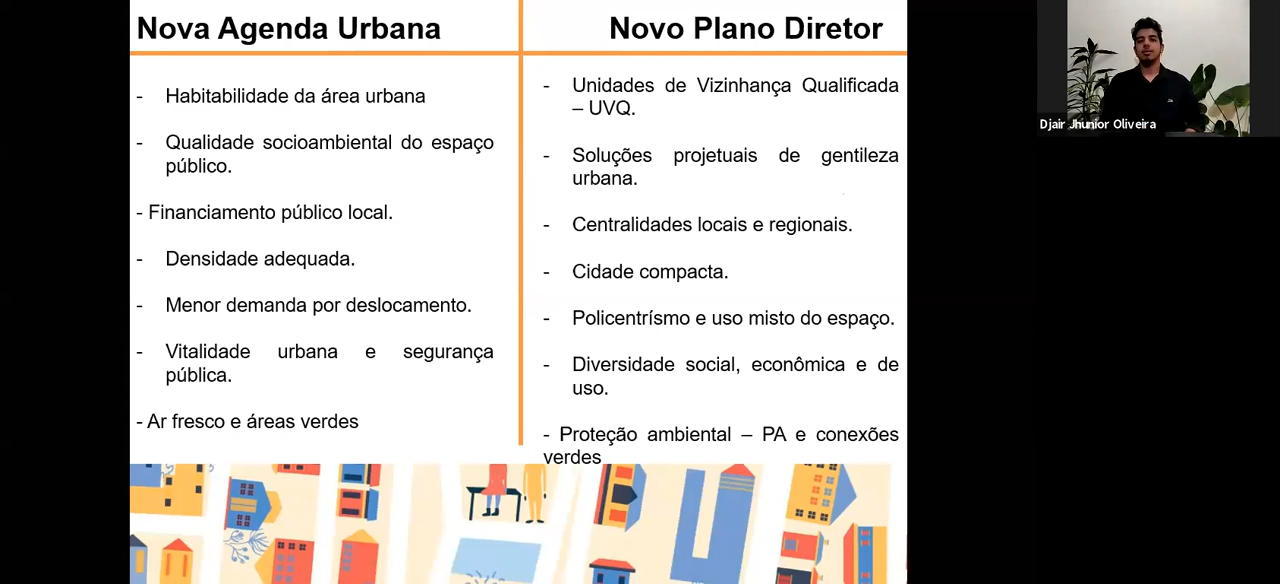 Nova Agenda Urbana
- Habitabilidade da área urbana
- Qualidade socioambiental do espaço
público.
- Financiamento público local.
- Densidade adequada.
- Menor demanda por deslocamento.
- Vitalidade urbana e segurança
pública.
- Ar fresco e áreas verdes
Novo Plano Diretor
- Unidades de Vizinhança Qualificada
– UVQ.
- Soluções projetuais de gentileza
urbana.
- Centralidades locais e regionais.
- Cidade compacta.
- Policentrísmo e uso misto do espaço.
- Diversidade social, econômica e de
uso.
- Proteção ambiental – PA e conexões
verdes
Djair Jhunior Oliveira